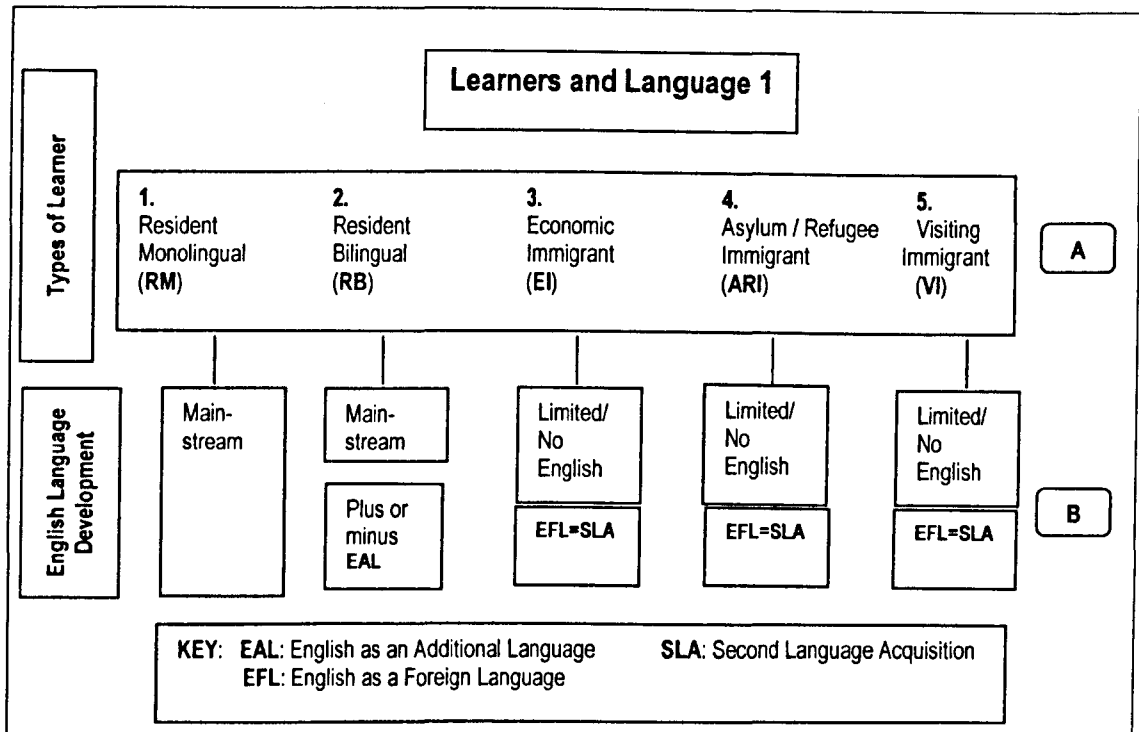 Learners and Language 1
Types of Learner
1.
Resident
Monolingual
(RM)
2.
Resident
Bilingual
(RB)
3.
Economic
Immigrant
(EI)
4.
Asylum / Refugee
Immigrant
(ARI)
5.
Visiting
Immigrant
(VI)
A
English Language
Development
Main-
stream
Main-
stream
Plus or
minus
EAL
Limited/
No
English
EFL=SLA
Limited/
No
English
EFL=SLA
Limited/
No
English
EFL=SLA
B
KEY: EAL: English as an Additional Language SLA: Second Language Acquisition
EFL: English as a Foreign Language